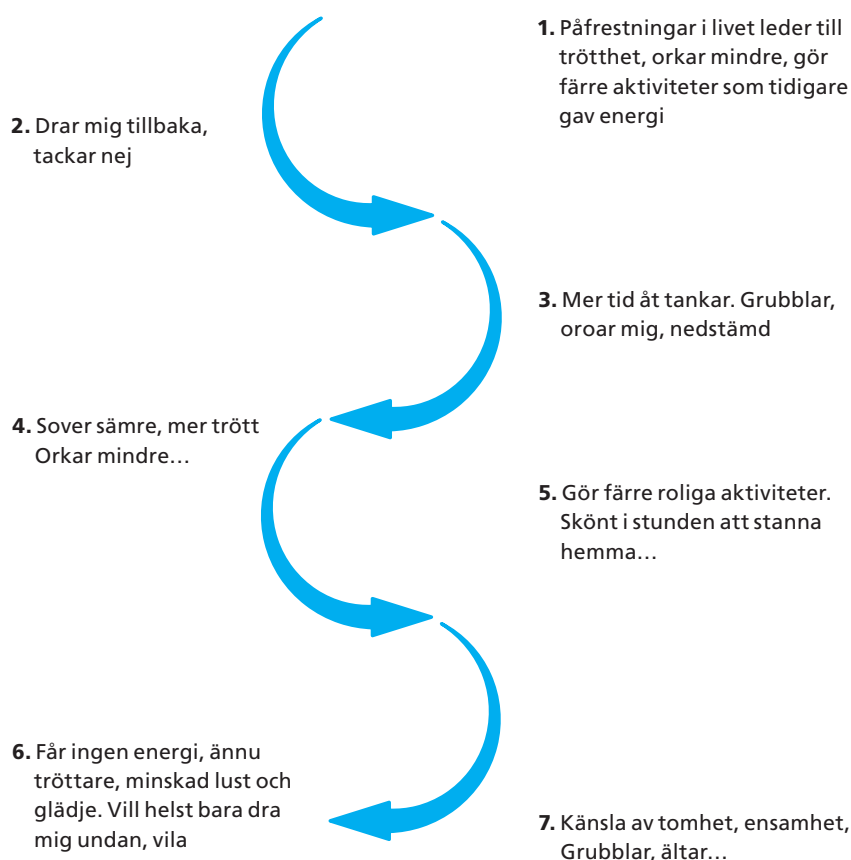 1. Påfrestningar i livet leder till
trötthet, orkar mindre, gör
färre aktiviteter som tidigare
gav energi
2. Drar mig tillbaka,
tackar nej
3. Mer tid åt tankar. Grubblar,
oroar mig, nedstämd
4. Sover sämre, mer trött
Orkar mindre…
5. Gör färre roliga aktiviteter.
Skönt i stunden att stanna
hemma…
6. Får ingen energi, ännu
tröttare, minskad lust och
glädje. Vill helst bara dra
mig undan, vila
7. Känsla av tomhet, ensamhet,
Grubblar, ältar…